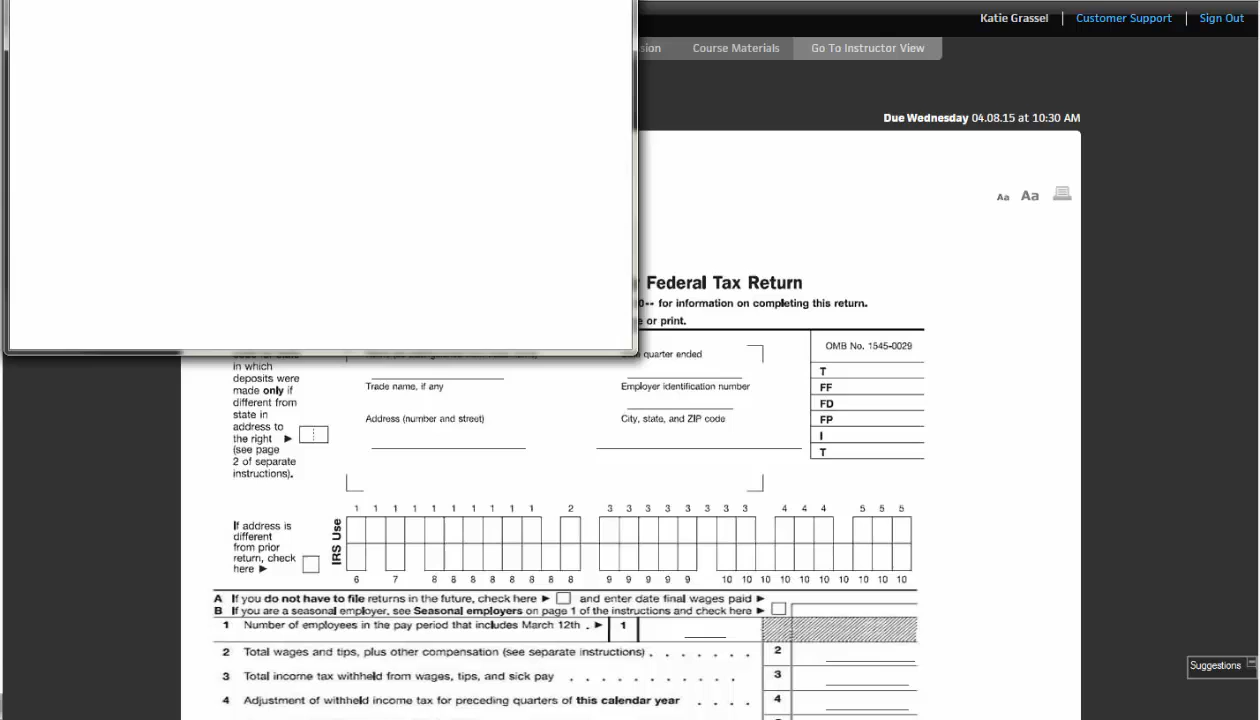 Katie Grassel | Customer Support | Sign Out
Course Materials Go To Instructor View
Due Wednesday 04.08.15 at 10:30 AM
Aa Aa
Federal Tax Return
for information on completing this return.
or print.
OMB No. 1545-0029
quarter ended
in which
deposits were
made only if
different from
state in
address to
the right ►
(see page
2 of separate
instructions).
Trade name, if any
Employer identification number
Address (number and street)
City, state, and ZIP code
T
FF
FD
FP
I
T
If address is
different
from prior
return, check
here ►
IRS Use
1 1 1 1 1 1 1 1 1 1 2 3 3 3 3 3 3 3 3 4 4 4 5 5 5
6 7 8 8 8 8 8 8 8 8 9 9 9 9 9 10 10 10 10 10 10 10 10 10 10
A If you do not have to file returns in the future, check here ► and enter date final wages paid ►
B If you are a seasonal employer, see Seasonal employers on page 1 of the instructions and check here ►
1 Number of employees in the pay period that includes March 12th . ► 1
2 Total wages and tips, plus other compensation (see separate instructions) . . . . . . 2
3 Total income tax withheld from wages, tips, and sick pay . . . . . . . . . 3
4 Adjustment of withheld income tax for preceding quarters of this calendar year . . . . 4
Suggestions